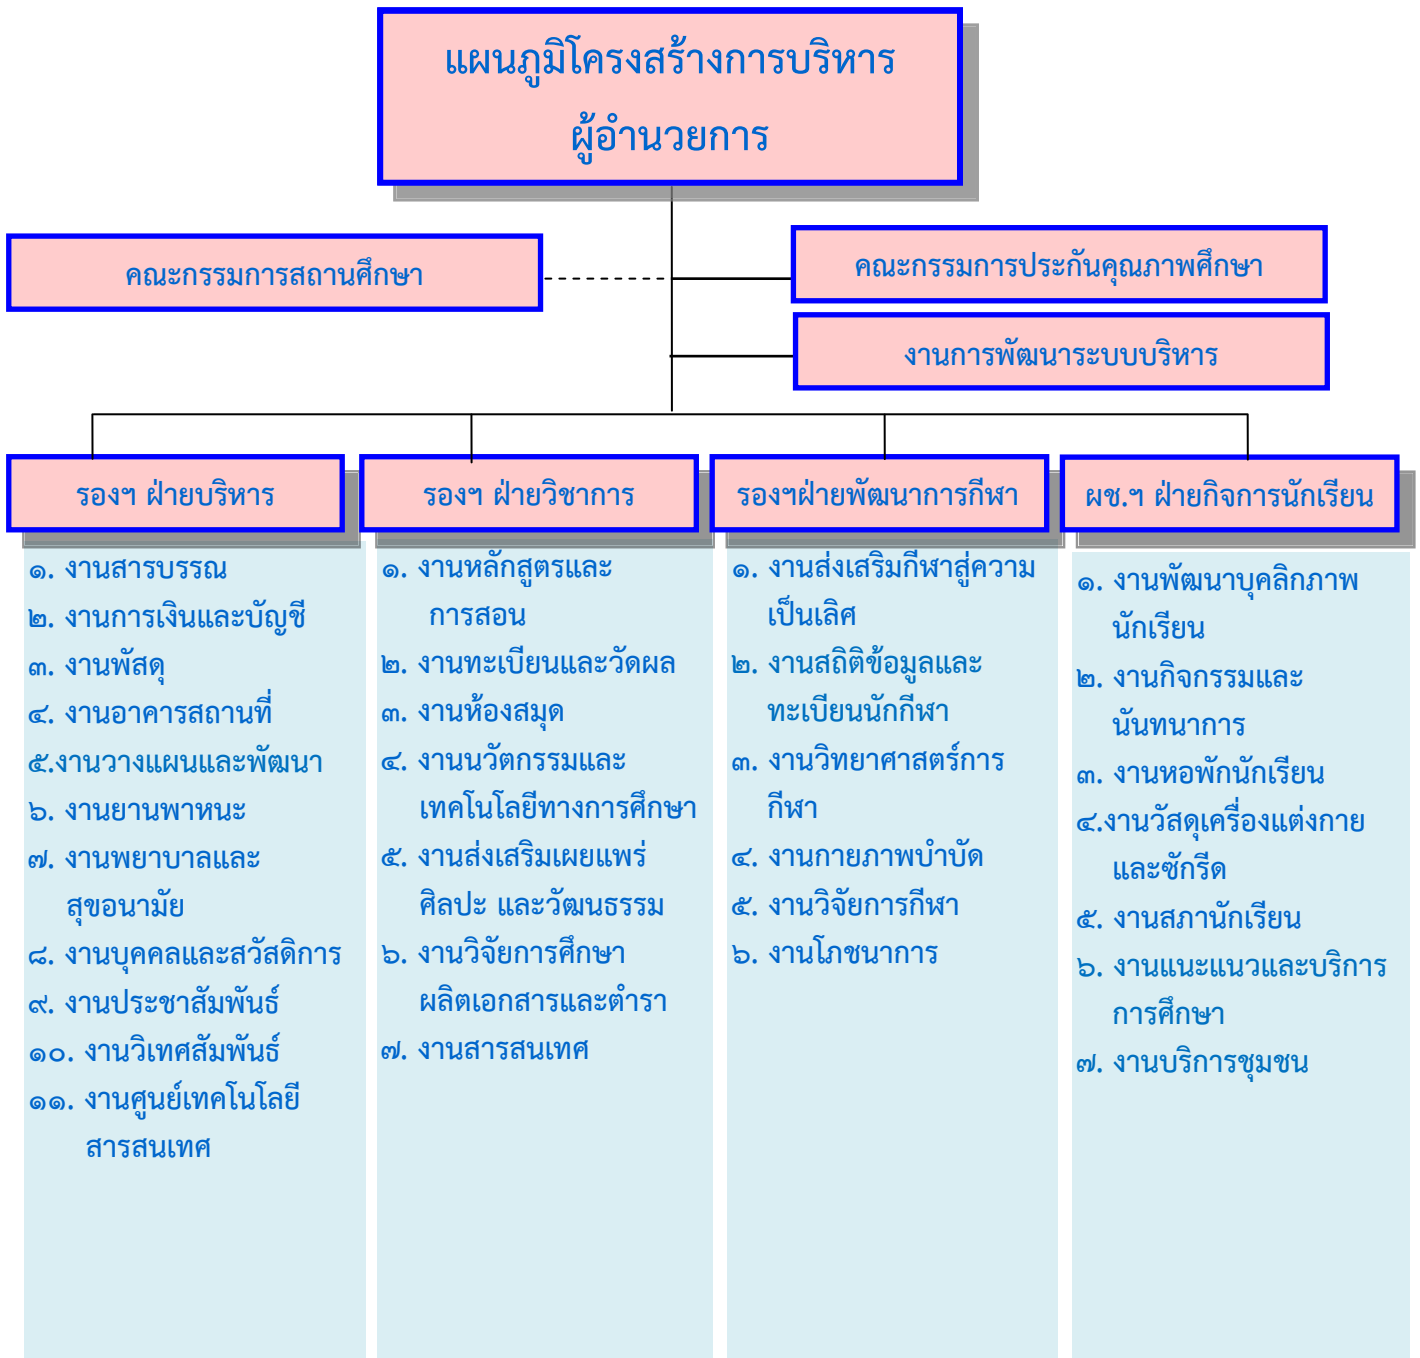 แผนภูมิโครงสร้างการบริหาร
ผู้อำนวยการ
คณะกรรมการสถานศึกษา
คณะกรรมการประกันคุณภาพศึกษา
งานการพัฒนาระบบบริหาร
รองฯ ฝ่ายบริหาร
๑. งานสารบรรณ
๒. งานการเงินและบัญชี
๓. งานพัสดุ
๔. งานอาคารสถานที่
๕.งานวางแผนและพัฒนา
๖. งานยานพาหนะ
๗. งานพยาบาลและ
สุขอนามัย
๘. งานบุคคลและสวัสดิการ
๙. งานประชาสัมพันธ์
๑๐. งานวิเทศสัมพันธ์
๑๑. งานศูนย์เทคโนโลยี
สารสนเทศ
รองฯ ฝ่ายวิชาการ
๑. งานหลักสูตรและ
การสอน
๒. งานทะเบียนและวัดผล
๓. งานห้องสมุด
๔. งานนวัตกรรมและ
เทคโนโลยีทางการศึกษา
๕. งานส่งเสริมเผยแพร่
ศิลปะ และวัฒนธรรม
๖. งานวิจัยการศึกษา
ผลิตเอกสารและตำรา
๗. งานสารสนเทศ
รองฯฝ่ายพัฒนาการกีฬา
๑. งานส่งเสริมกีฬาสู่ความ
เป็นเลิศ
๒. งานสถิติข้อมูลและ
ทะเบียนนักกีฬา
๓. งานวิทยาศาสตร์การ
กีฬา
๔. งานกายภาพบำบัด
๕. งานวิจัยการกีฬา
๖. งานโภชนาการ
ผช.ฯ ฝ่ายกิจการนักเรียน
๑. งานพัฒนาบุคลิกภาพ
นักเรียน
๒. งานกิจกรรมและ
นันทนาการ
๓. งานหอพักนักเรียน
๔.งานวัสดุเครื่องแต่งกาย
และซักรีด
๕. งานสภานักเรียน
๖. งานแนะแนวและบริการ
การศึกษา
๗. งานบริการชุมชน